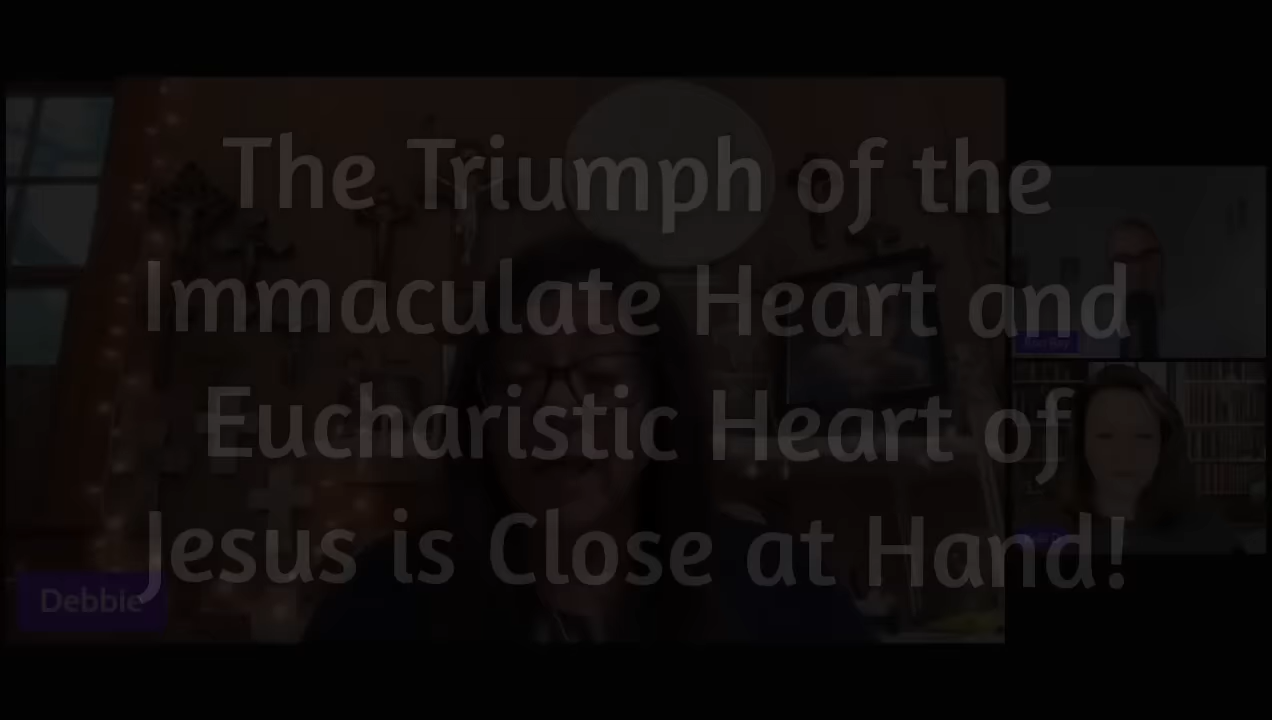 The Triumph of the
Immaculate Heart and
Eucharistic Heart of
Jesus is Close at Hand!
Debbie